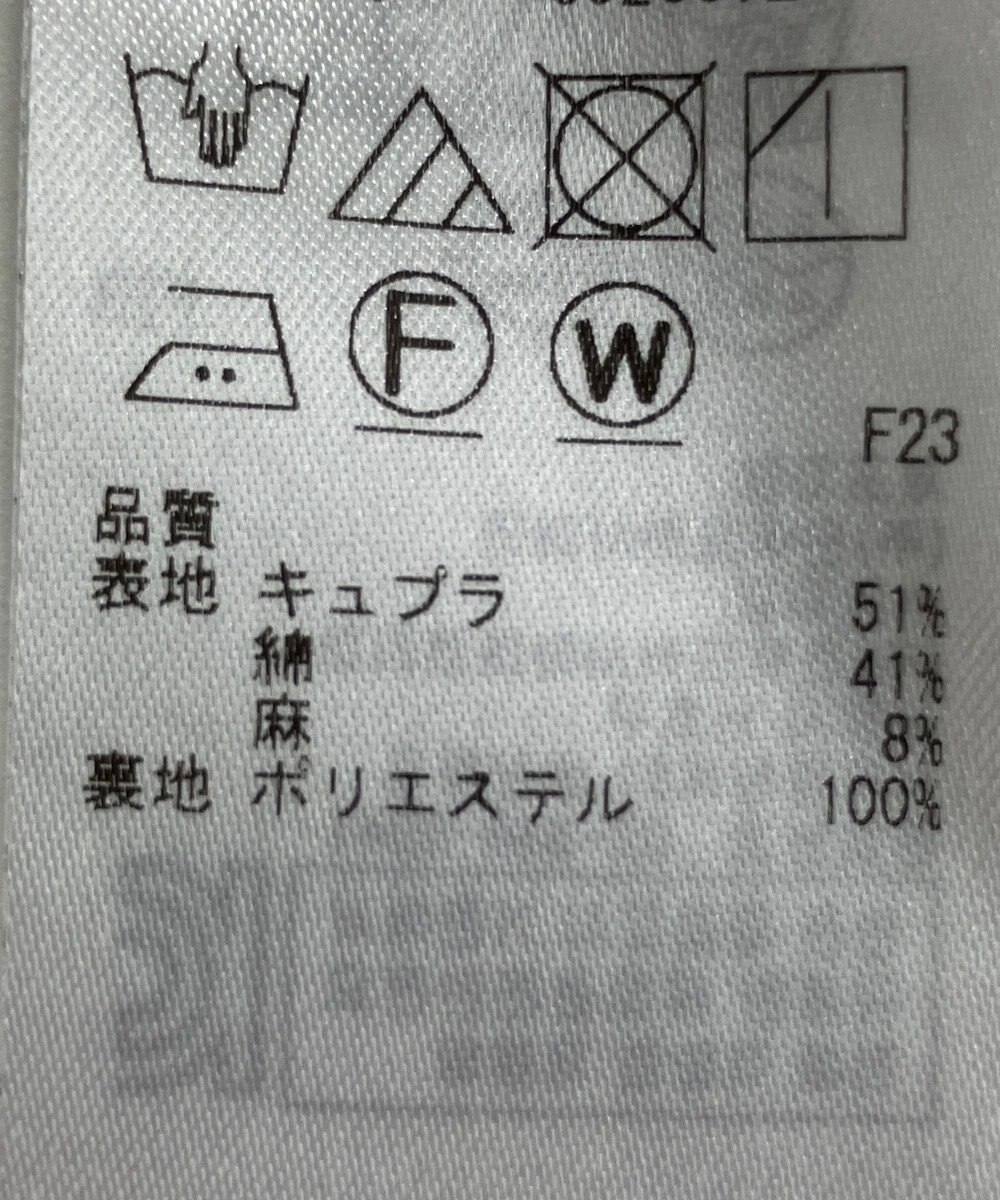 F W
F23
品質
表地 キュプラ 51%
綿 41%
麻 8%
裏地 ポリエステル 100%